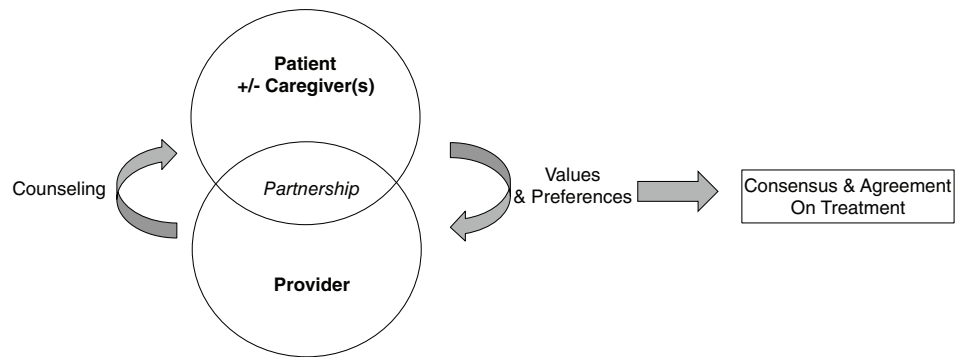 Patient
+/- Caregiver(s)
Counseling
Partnership
Values
& Preferences
Consensus & Agreement
On Treatment
Provider